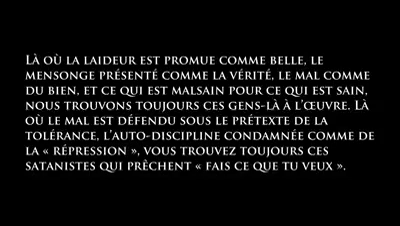 Là où la laideur est promue comme belle, le
mensonge présenté comme la vérité, le mal comme
du bien, et ce qui est malsain pour ce qui est sain,
nous trouvons toujours ces gens-là à l'œuvre. Là
où le mal est défendu sous le prétexte de la
tolérance, l'auto-discipline condamnée comme de
la « répression », vous trouvez toujours ces
satanistes qui prêchent « fais ce que tu veux ».